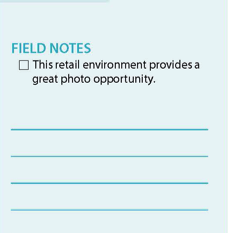 FIELD NOTES
☐ This retail environment provides a
great photo opportunity.